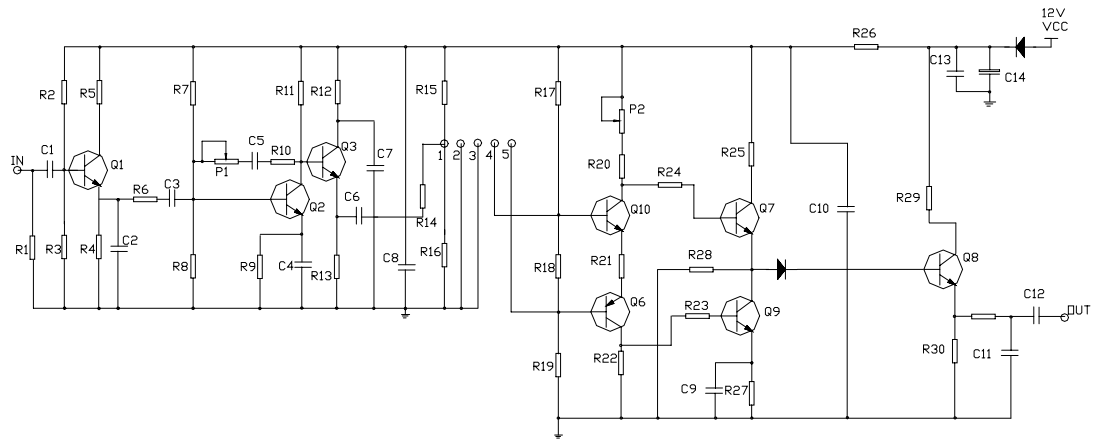 12V
VCC
R26
C13
C14
R2
R5
R7
R11
R12
R15
R17
P2
C1
IN
Q1
C5
R10
Q3
C7
1
2
3
4
5
P1
R20
R24
R25
R6
C3
Q2
C6
R14
Q10
Q7
C10
R29
R1
R3
R4
C2
R8
R9
C4
R13
C8
R16
R18
R21
R28
Q8
Q6
R23
Q9
C12
OUT
R19
R22
C9
R27
R30
C11